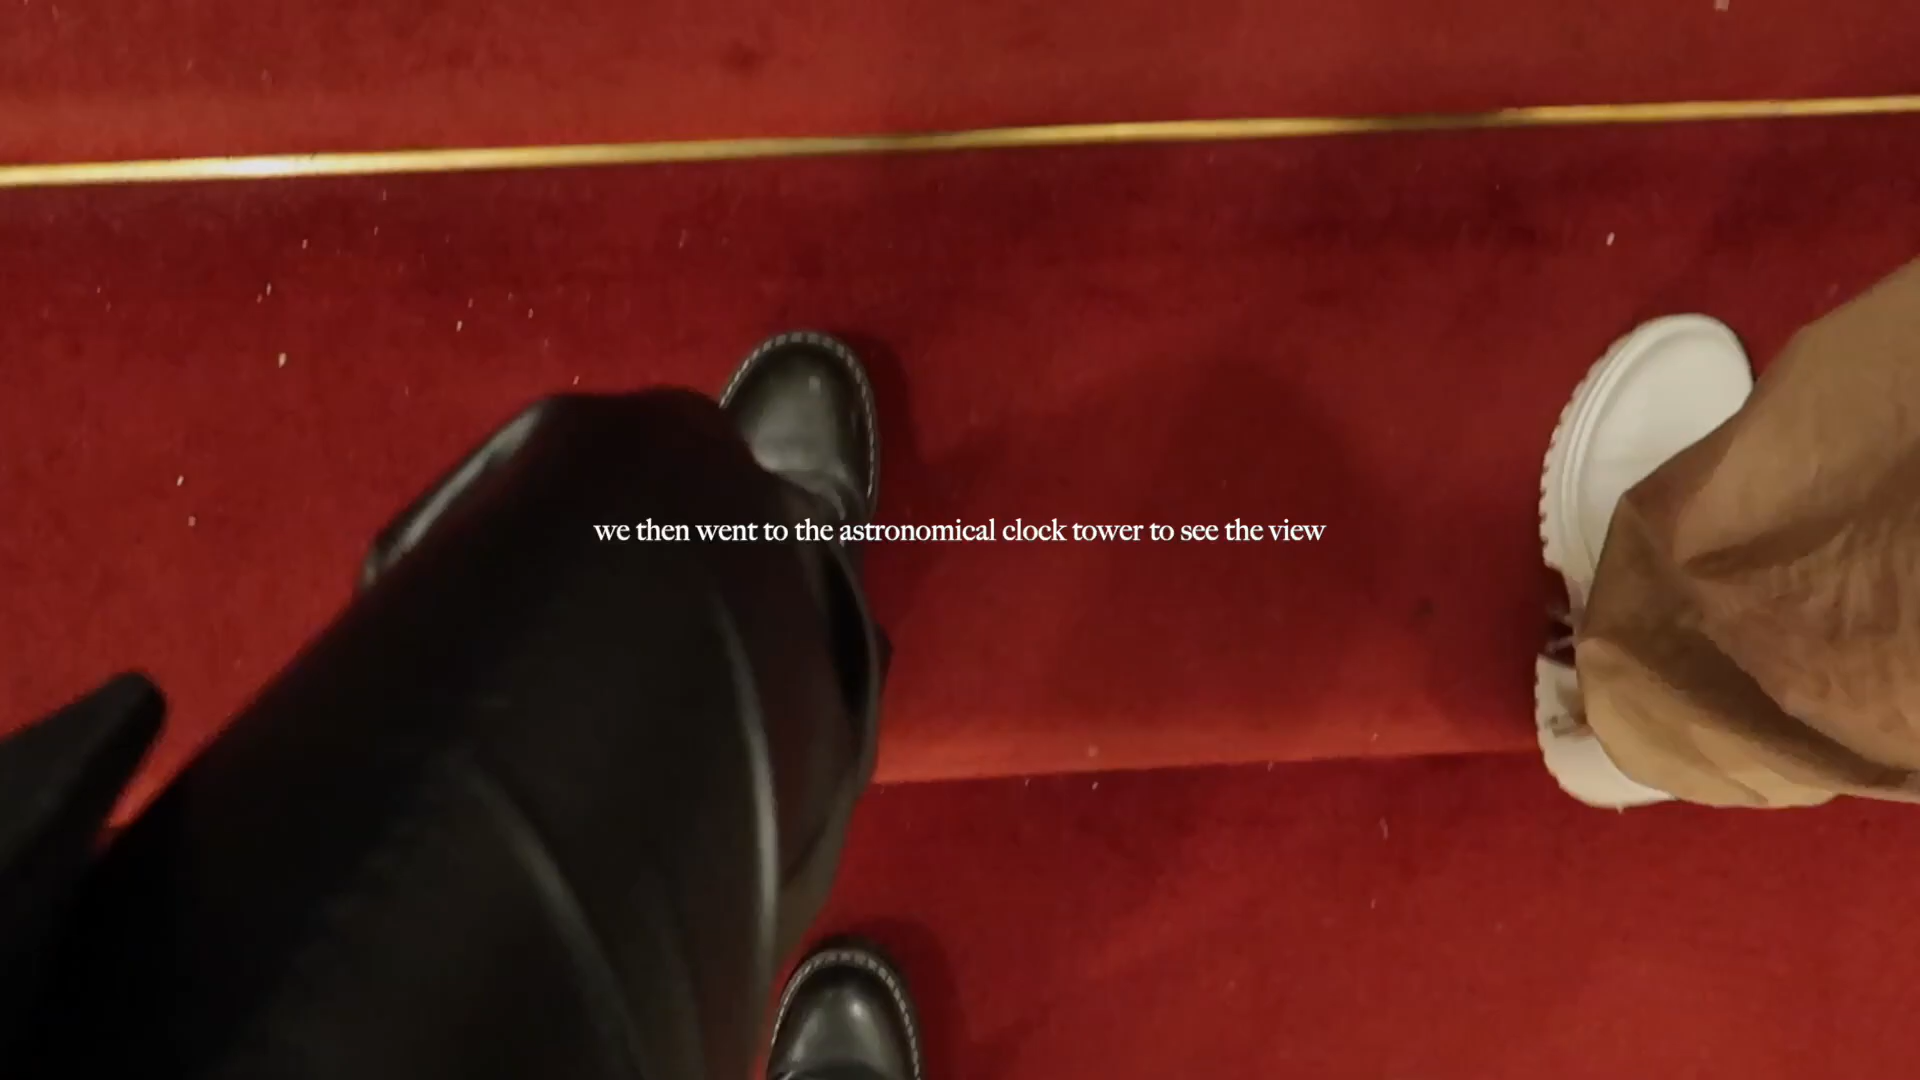 we then went to the astronomical clock tower to see the view